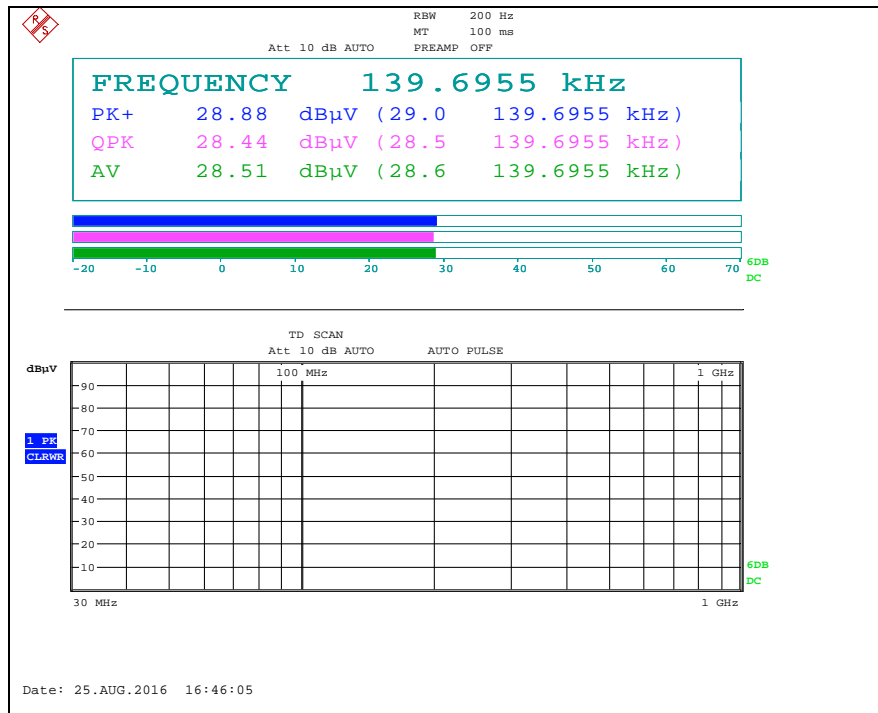 R S
RBW 200 Hz
MT 100 ms
Att 10 dB AUTO PREAMP OFF
FREQUENCY 139.6955 kHz
PK+ 28.88 dBµV (29.0 139.6955 kHz)
QPK 28.44 dBµV (28.5 139.6955 kHz)
AV 28.51 dBµV (28.6 139.6955 kHz)
-20 -10 0 10 20 30 40 50 60 70
6DB
DC
TD SCAN
Att 10 dB AUTO AUTO PULSE
dBµV
100 MHz 1 GHz
90
80
70
1 PK
CLRWR
60
50
40
30
20
10
6DB
DC
30 MHz 1 GHz
Date: 25.AUG.2016 16:46:05